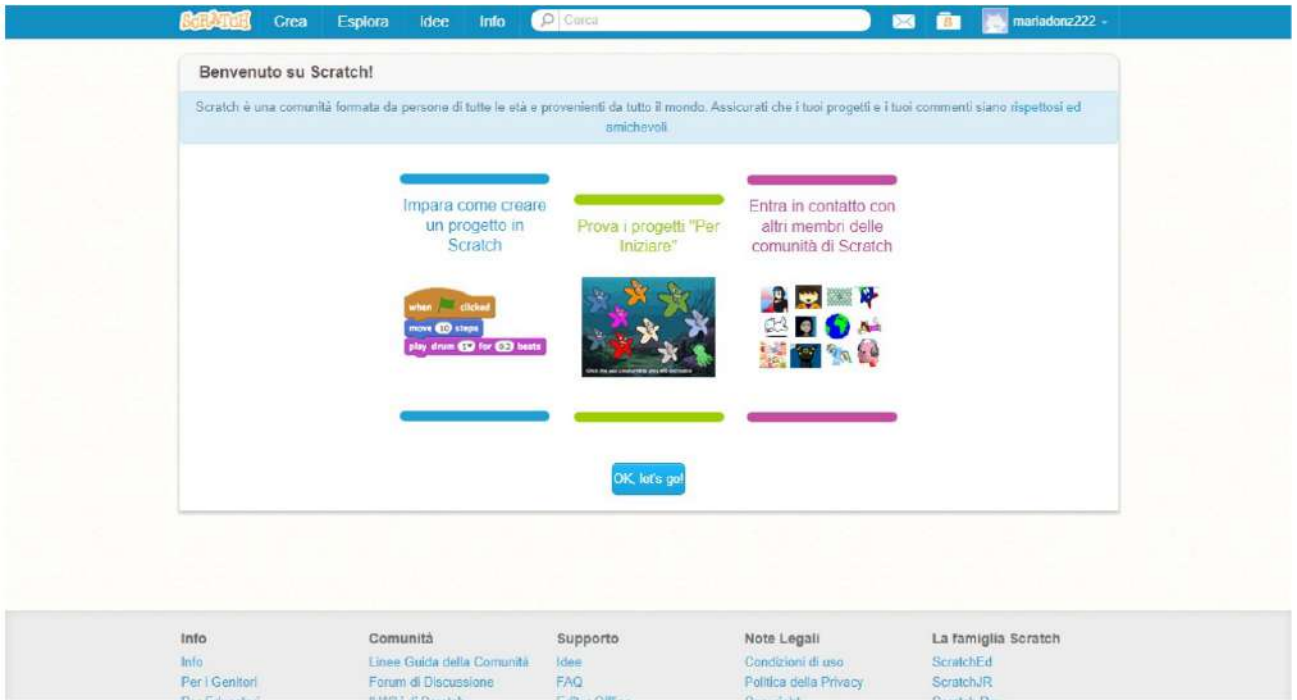 SCRATCH Crea Esplora Idee Info Cerca mariadonz222
Benvenuto su Scratch!
Scratch è una comunità formata da persone di tutte le età e provenienti da tutto il mondo. Assicurati che i tuoi progetti e i tuoi commenti siano rispettosi ed
amichevoli.
Impara come creare
un progetto in
Scratch
when clicked
move 10 steps
play drum 1 for 0.2 beats
Prova i progetti "Per
Iniziare"
Entra in contatto con
altri membri delle
comunità di Scratch
OK, let's go!
Info
Info
Per i Genitori
Comunità
Linee Guida della Comunità
Forum di Discussione
Supporto
Idee
FAQ
Note Legali
Condizioni di uso
Politica della Privacy
La famiglia Scratch
ScratchEd
ScratchJR